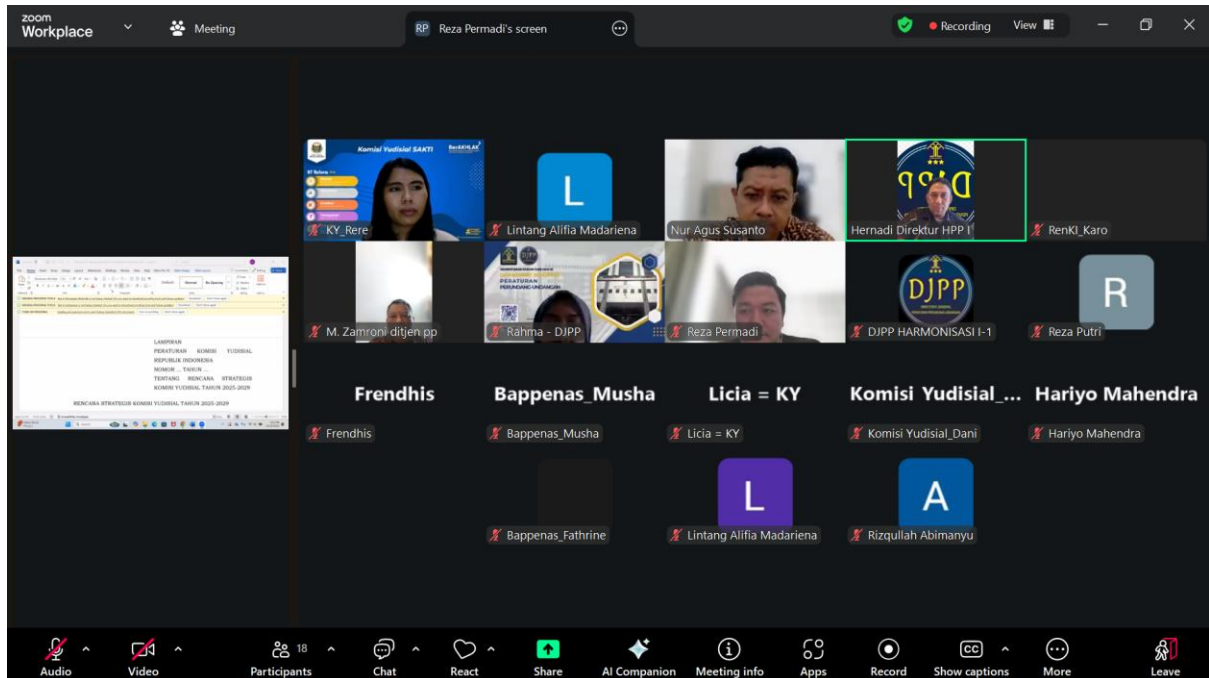 zoom
Workplace
Meeting
RP Reza Permadi's screen
Recording
View
Komisi Yudisial SAKTI
BerAKHLAK
KY_Rere
L
Lintang Alifia Madariena
Nur Agus Susanto
Hernadi Direktur HPP I
RenKI_Karo
M. Zamroni ditjen pp
DJPP
PERATURAN
PERUNDANG-UNDANGAN
Rahma - DJPP
Reza Permadi
DJPP
DJPP HARMONISASI I-1
R
Reza Putri
LAMPIRAN
PERATURAN KOMISI YUDISIAL
REPUBLIK INDONESIA
NOMOR ... TAHUN ...
TENTANG RENCANA STRATEGIS
KOMISI YUDISIAL TAHUN 2025-2029
RENCANA STRATEGIS KOMISI YUDISIAL TAHUN 2025-2029
Frendhis
Bappenas_Musha
Licia = KY
Komisi Yudisial_...
Hariyo Mahendra
Frendhis
Bappenas_Musha
Licia = KY
Komisi Yudisial_Dani
Hariyo Mahendra
Bappenas_Fathrine
L
Lintang Alifia Madariena
A
Rizqullah Abimanyu
Audio
Video
18
Participants
Chat
React
Share
AI Companion
Meeting info
Apps
Record
CC
Show captions
More
Leave